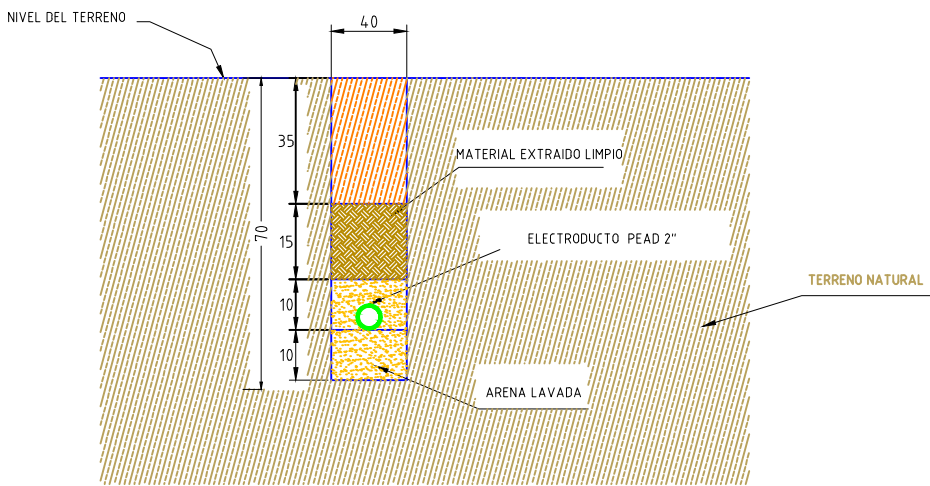 NIVEL DEL TERRENO
40
35
MATERIAL EXTRAIDO LIMPIO
70
15
ELECTRODUCTO PEAD 2"
TERRENO NATURAL
10
10
ARENA LAVADA